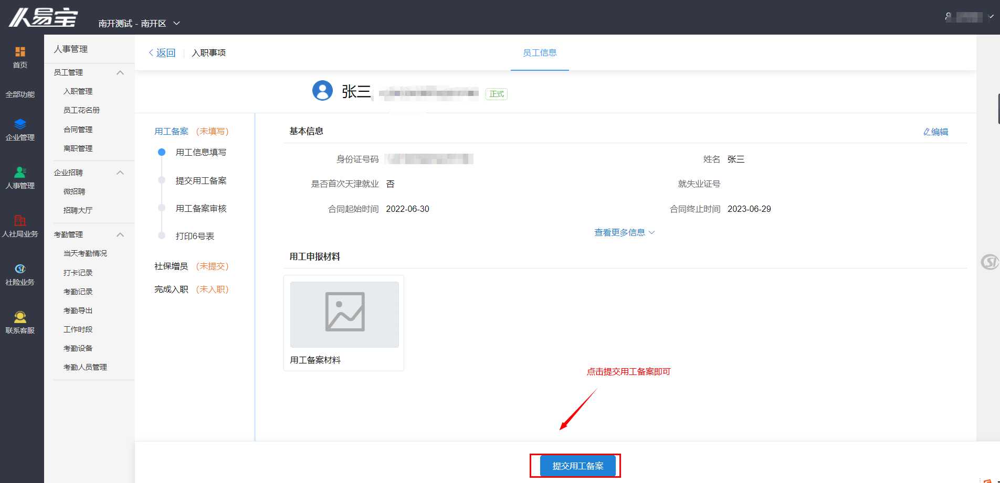 人易宝
南开测试 - 南开区
首页
全部功能
企业管理
人事管理
人社局业务
社险业务
联系客服
人事管理
员工管理
入职管理
员工花名册
合同管理
离职管理
企业招聘
微招聘
招聘大厅
考勤管理
当天考勤情况
打卡记录
考勤记录
考勤导出
工作时段
考勤设备
考勤人员管理
返回 入职事项
员工信息
张三 正式
用工备案 (未填写)
用工信息填写
提交用工备案
用工备案审核
打印6号表
社保增员 (未提交)
完成入职 (未入职)
基本信息 编辑
身份证号码 姓名 张三
是否首次天津就业 否 就失业证号
合同起始时间 2022-06-30 合同终止时间 2023-06-29
查看更多信息
用工申报材料
用工备案材料
点击提交用工备案即可
提交用工备案